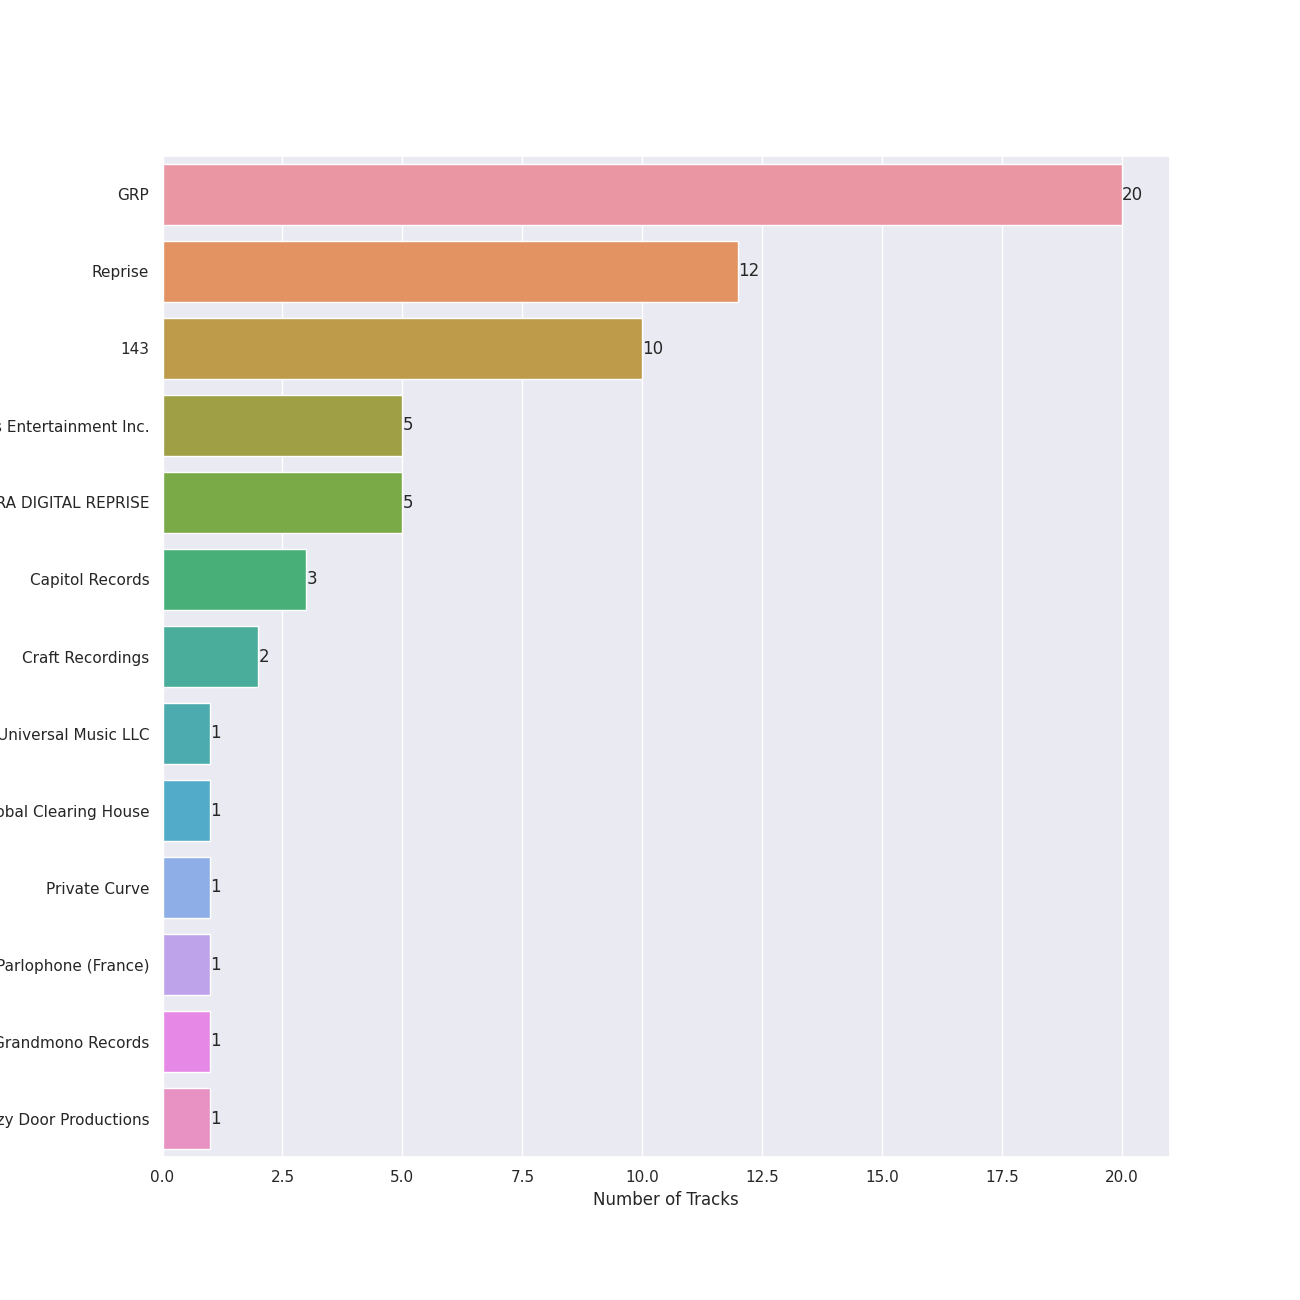 GRP
20
Reprise
12
143
10
Entertainment Inc.
5
DIGITAL REPRISE
5
Capitol Records
3
Craft Recordings
2
Universal Music LLC
1
Clearing House
1
Private Curve
1
Parlophone (France)
1
Grandmono Records
1
Door Productions
1
0.0 2.5 5.0 7.5 10.0 12.5 15.0 17.5 20.0
Number of Tracks